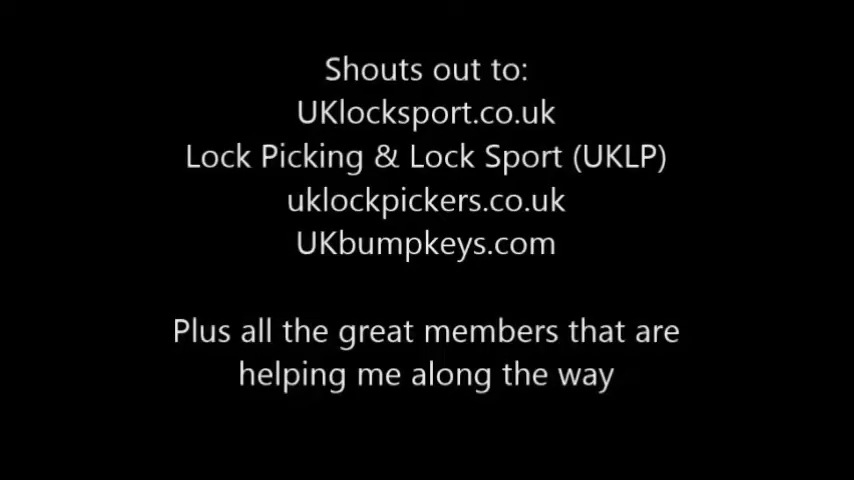 Shouts out to:
UKlocksport.co.uk
Lock Picking & Lock Sport (UKLP)
uklockpickers.co.uk
UKbumpkeys.com
Plus all the great members that are
helping me along the way